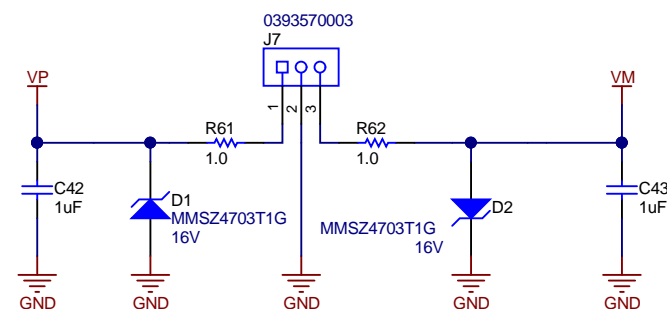 0393570003
J7
VP
VM
1
2
3
R61
1.0
R62
1.0
C42
1uF
D1
MMSZ4703T1G
16V
D2
MMSZ4703T1G
16V
C43
1uF
GND
GND
GND
GND
GND